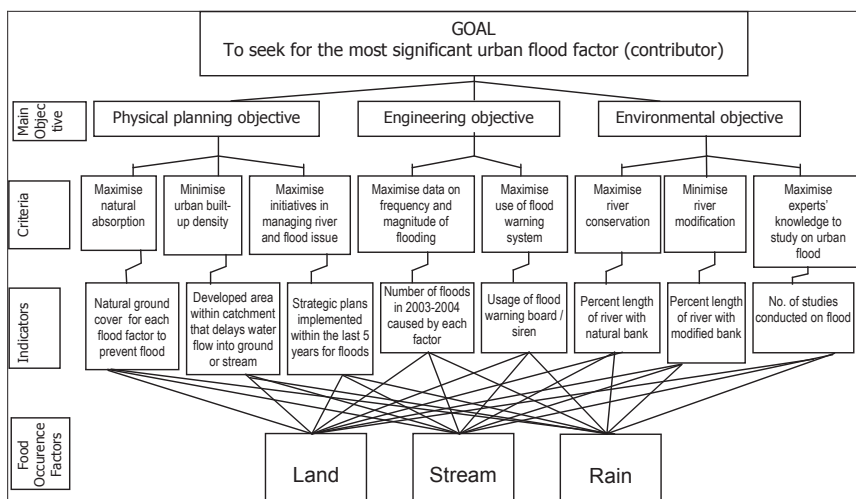 GOAL
To seek for the most significant urban flood factor (contributor)
Main
Objec
tive
Physical planning objective
Engineering objective
Environmental objective
Criteria
Maximise
natural
absorption
Minimise
urban built-
up density
Maximise
initiatives in
managing river
and flood issue
Maximise data on
frequency and
magnitude of
flooding
Maximise
use of flood
warning
system
Maximise
river
conservation
Minimise
river
modification
Maximise
experts'
knowledge to
study on urban
flood
Indicators
Natural ground
cover for each
flood factor to
prevent flood
Developed area
within catchment
that delays water
flow into ground
or stream
Strategic plans
implemented
within the last 5
years for floods
Number of floods
in 2003-2004
caused by each
factor
Usage of flood
warning board /
siren
Percent length
of river with
natural bank
Percent length
of river with
modified bank
No. of studies
conducted on flood
Food
Occurence
Factors
Land
Stream
Rain